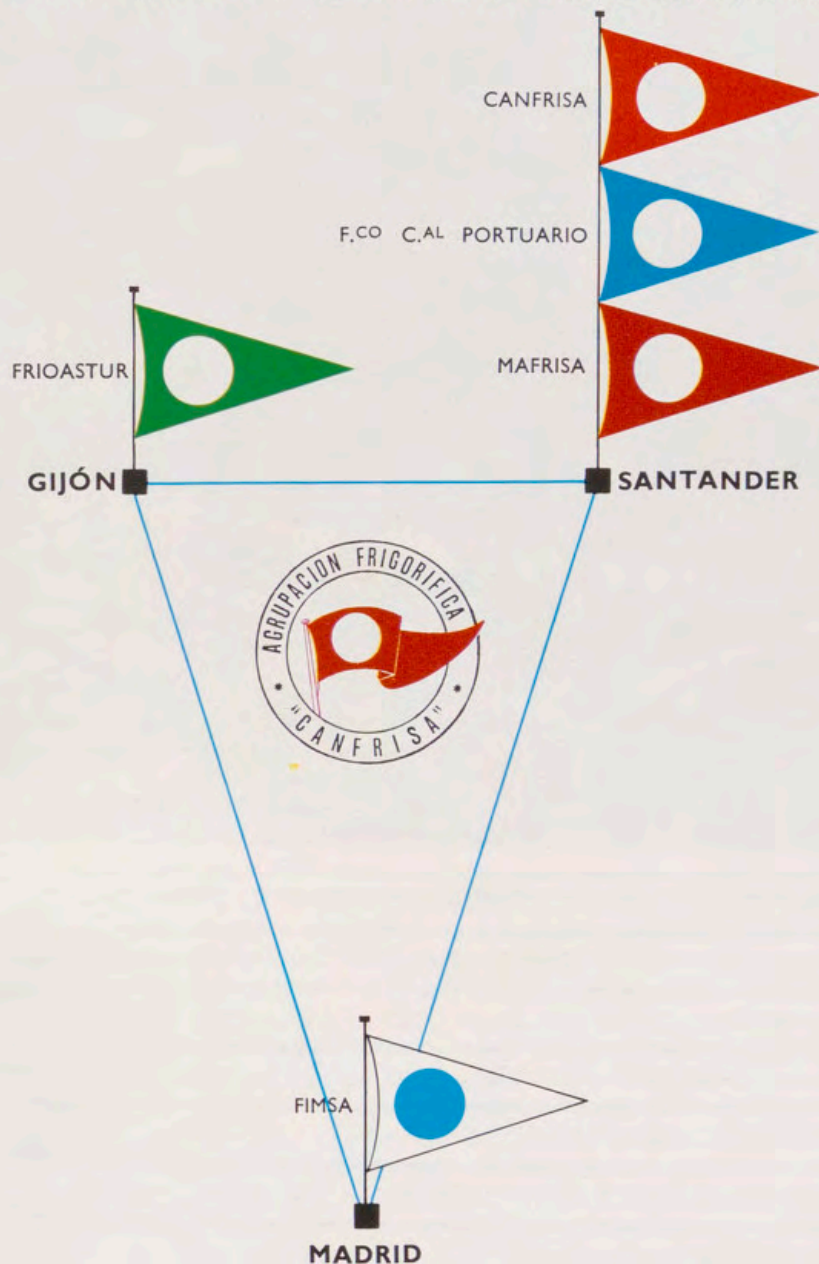 CANFRISA
F.CO C.AL PORTUARIO
FRIOASTUR
MAFRISA
GIJÓN
SANTANDER
AGRUPACION FRIGORIFICA
"CANFRISA"
FIMSA
MADRID